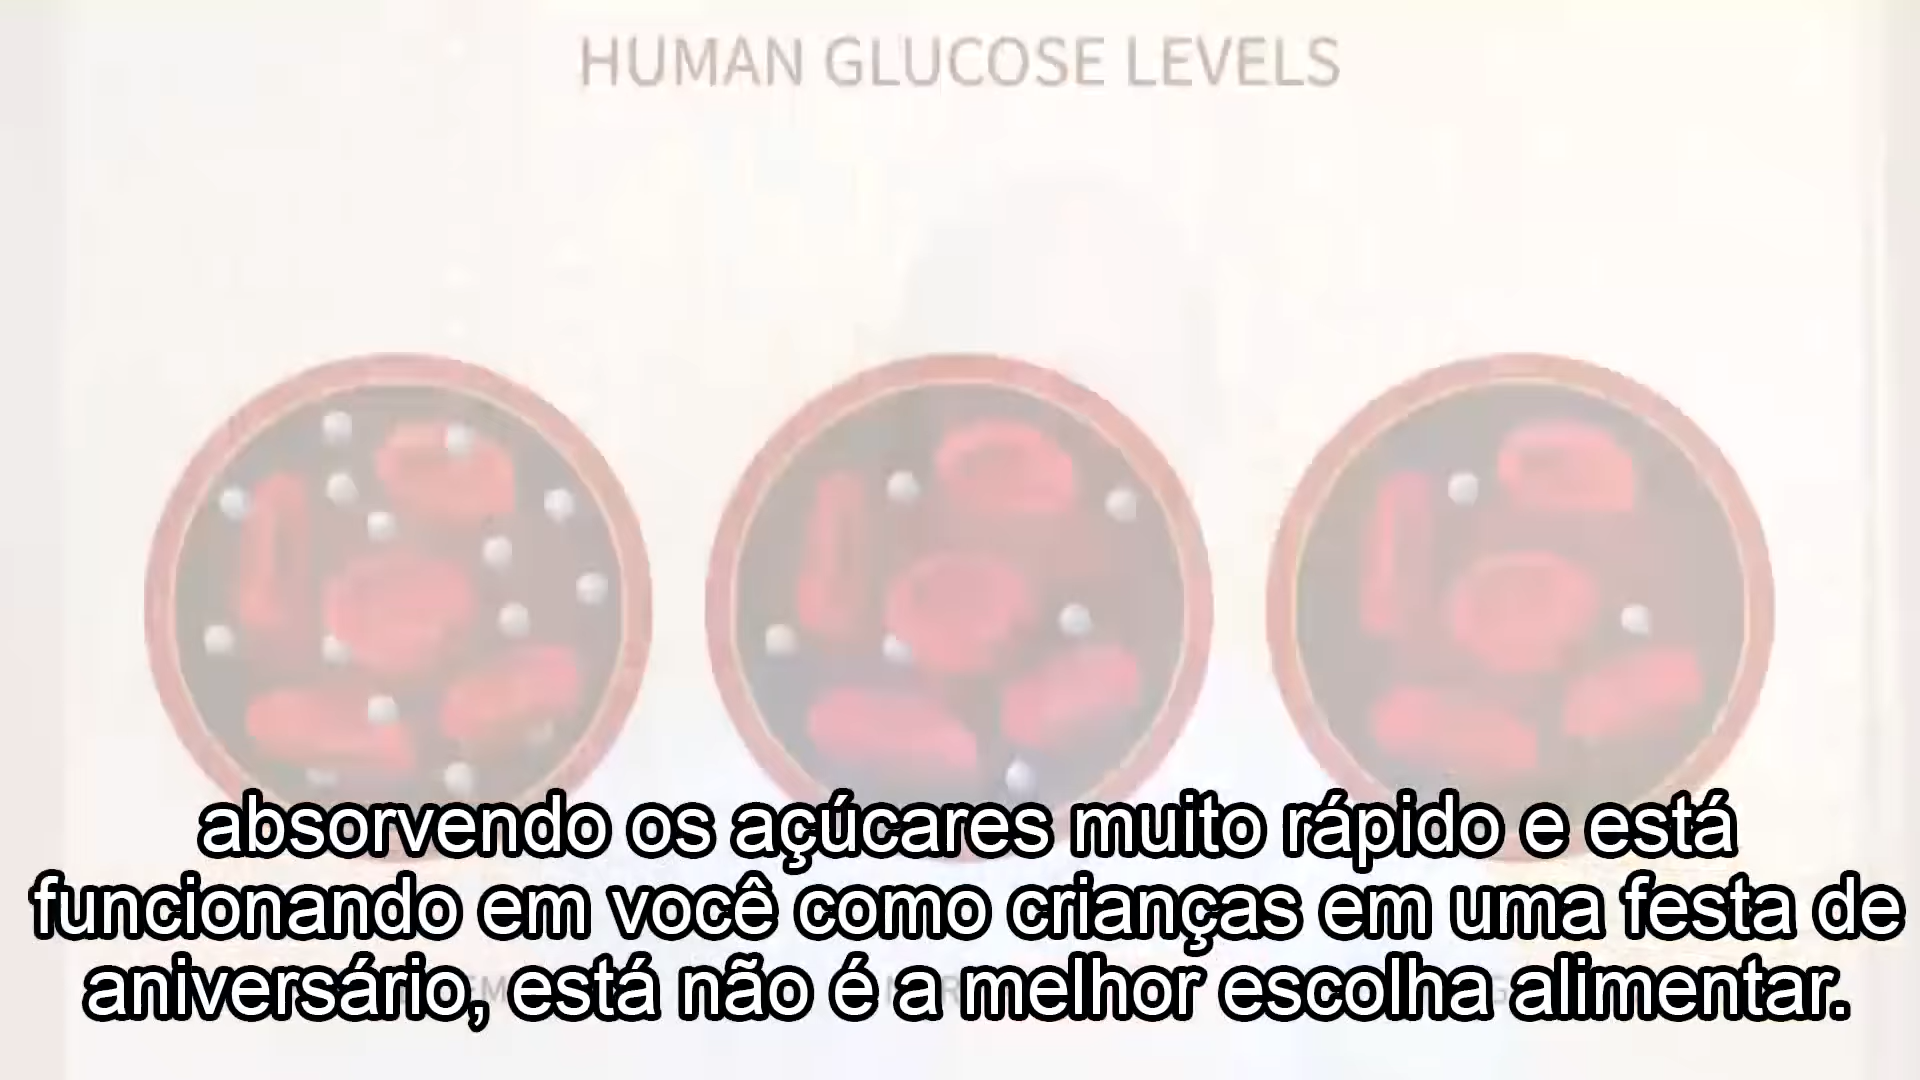 HUMAN GLUCOSE LEVELS
absorvendo os açúcares muito rápido e está
funcionando em você como crianças em uma festa de
aniversário, está não é a melhor escolha alimentar.